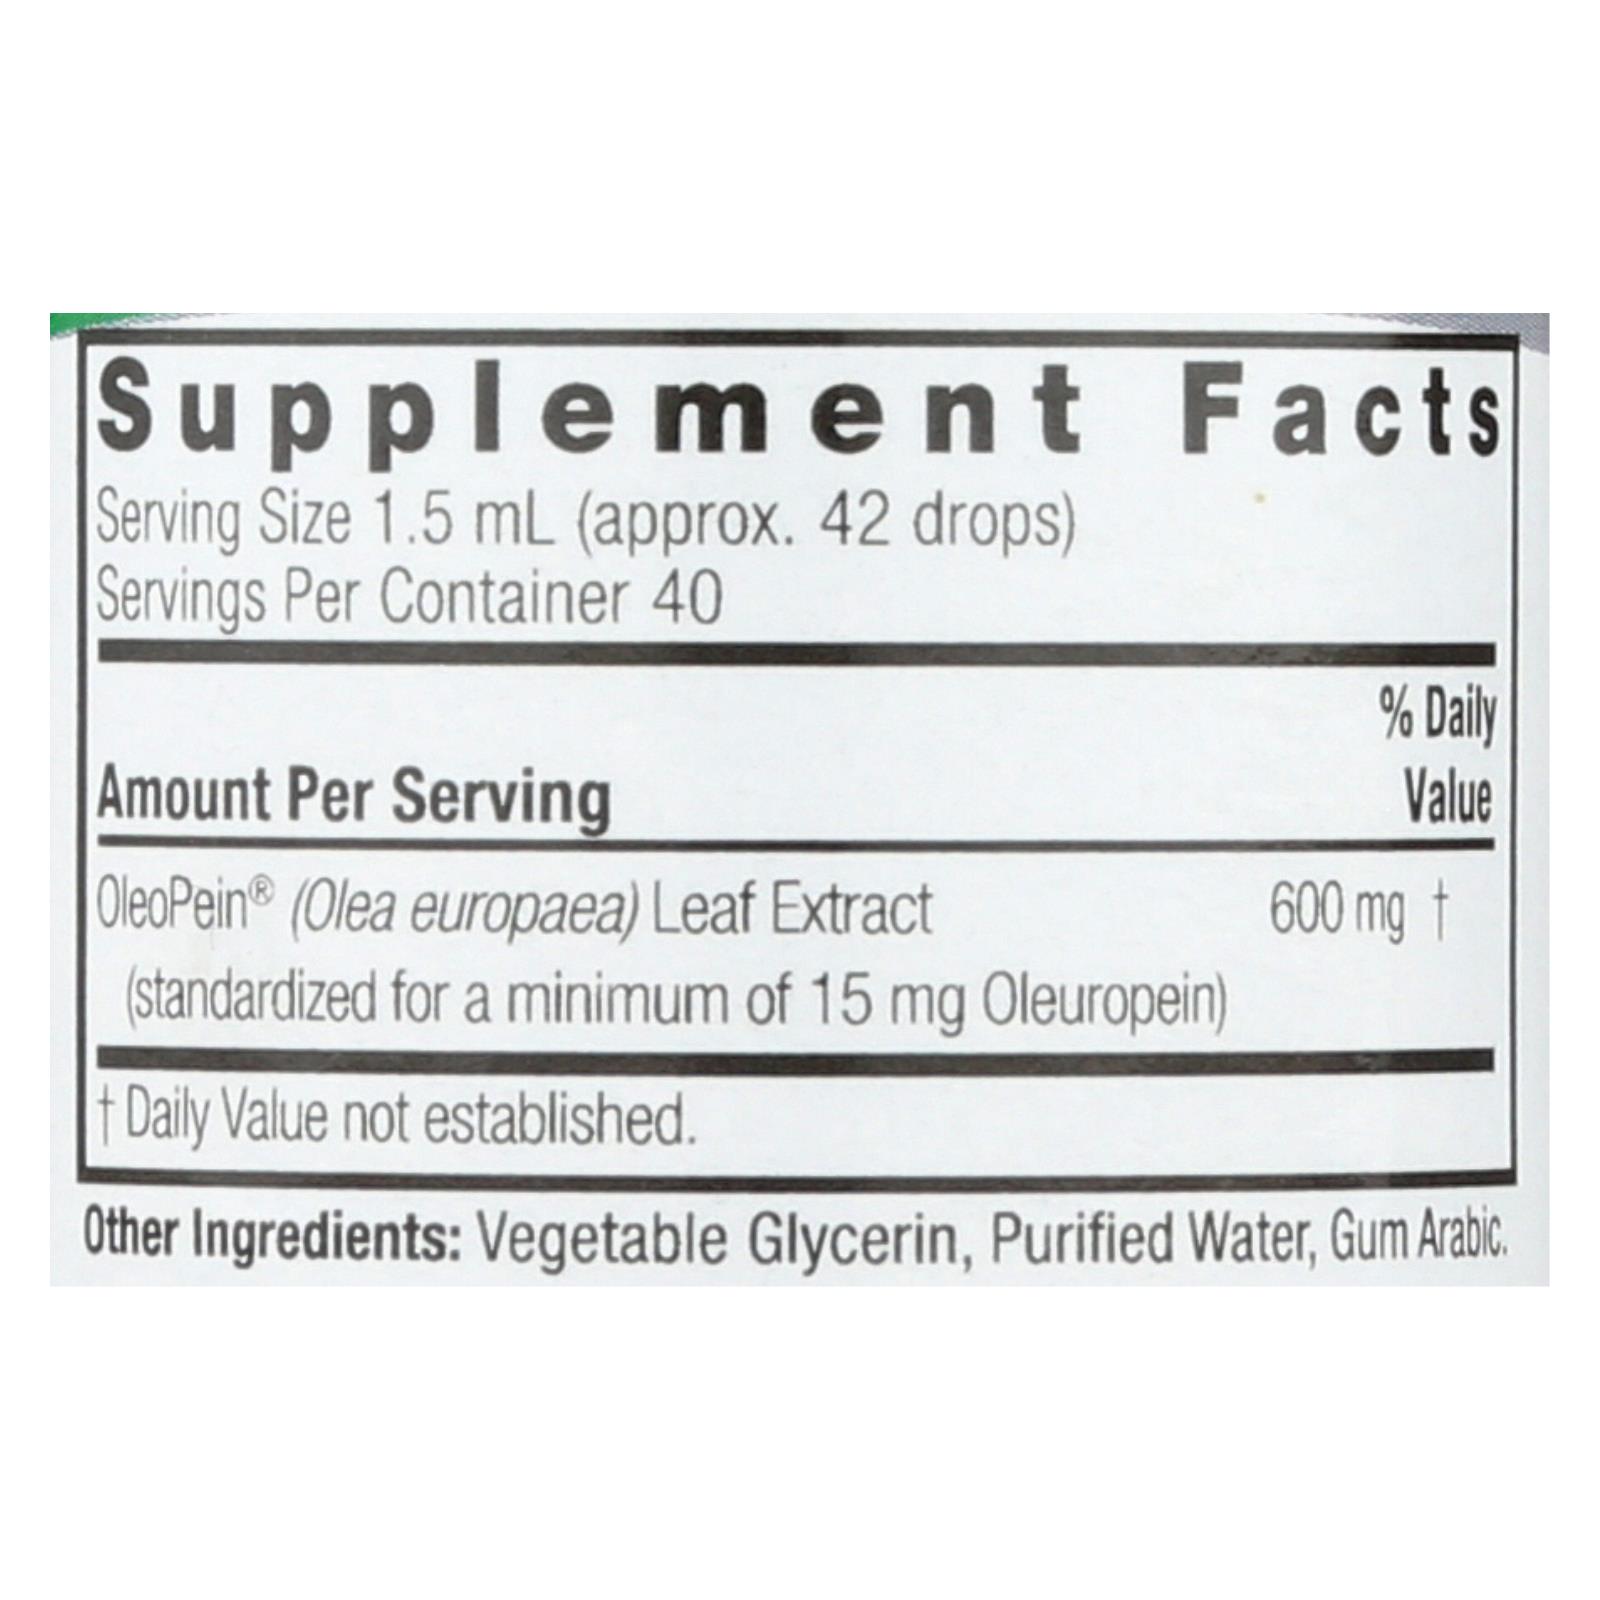 Supplement Facts
Serving Size 1.5 mL (approx. 42 drops)
Servings Per Container 40
% Daily
Amount Per Serving Value
OleoPein® (Olea europaea) Leaf Extract 600 mg †
(standardized for a minimum of 15 mg Oleuropein)
† Daily Value not established.
Other Ingredients: Vegetable Glycerin, Purified Water, Gum Arabic.